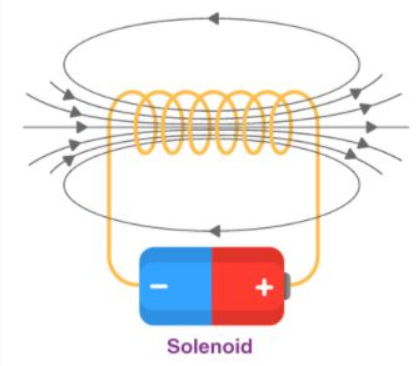 − +
Solenoid